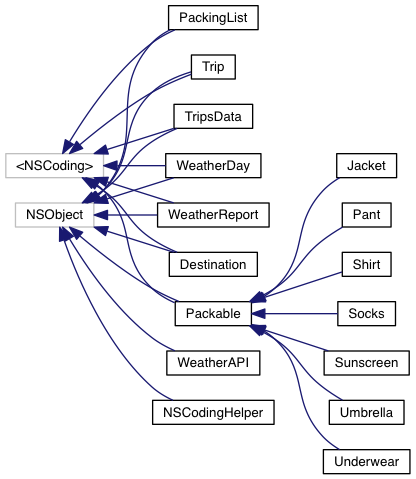 PackingList
Trip
TripsData
<NSCoding>
WeatherDay
Jacket
NSObject
WeatherReport
Pant
Destination
Shirt
Packable
Socks
WeatherAPI
Sunscreen
NSCodingHelper
Umbrella
Underwear